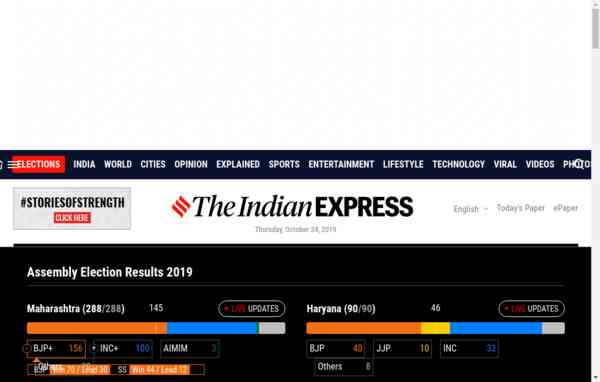 ELECTIONS INDIA WORLD CITIES OPINION EXPLAINED SPORTS ENTERTAINMENT LIFESTYLE TECHNOLOGY VIRAL VIDEOS PHOTOS
#STORIESOFSTRENGTH
CLICK HERE
The Indian EXPRESS
Thursday, October 24, 2019
English Today's Paper ePaper
Assembly Election Results 2019
Maharashtra (288/288) 145 LIVE UPDATES
Haryana (90/90) 46 LIVE UPDATES
BJP+ 156 INC+ 100 AIMIM 3
BJP 40 JJP 10 INC 32
Others
BJP Win 70 / Lead 30 SS Win 44 / Lead 12
Others 8